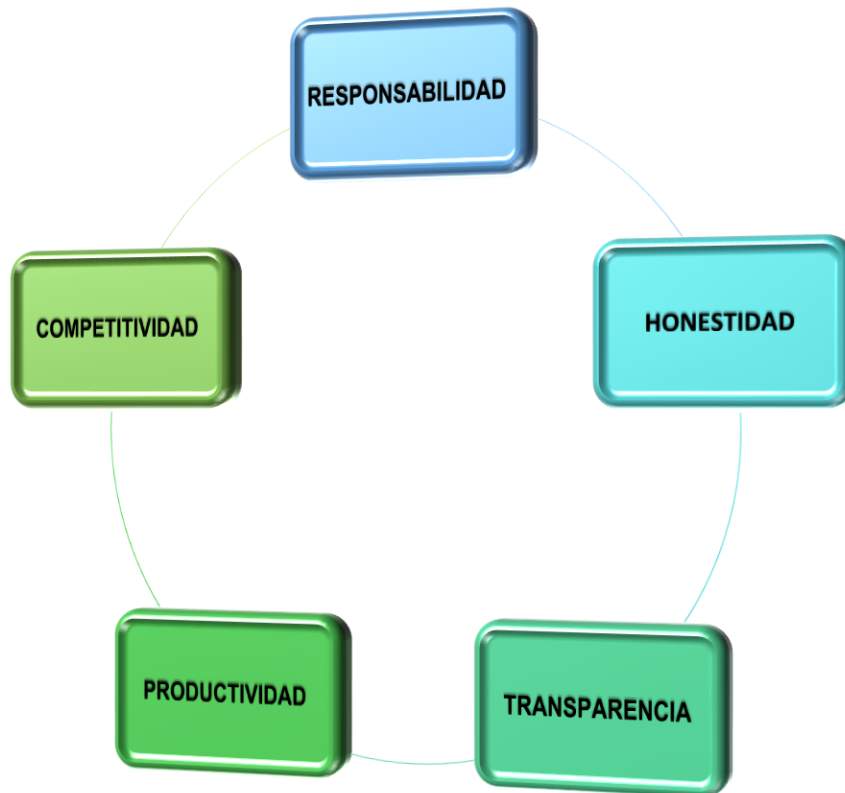 RESPONSABILIDAD
HONESTIDAD
TRANSPARENCIA
PRODUCTIVIDAD
COMPETITIVIDAD